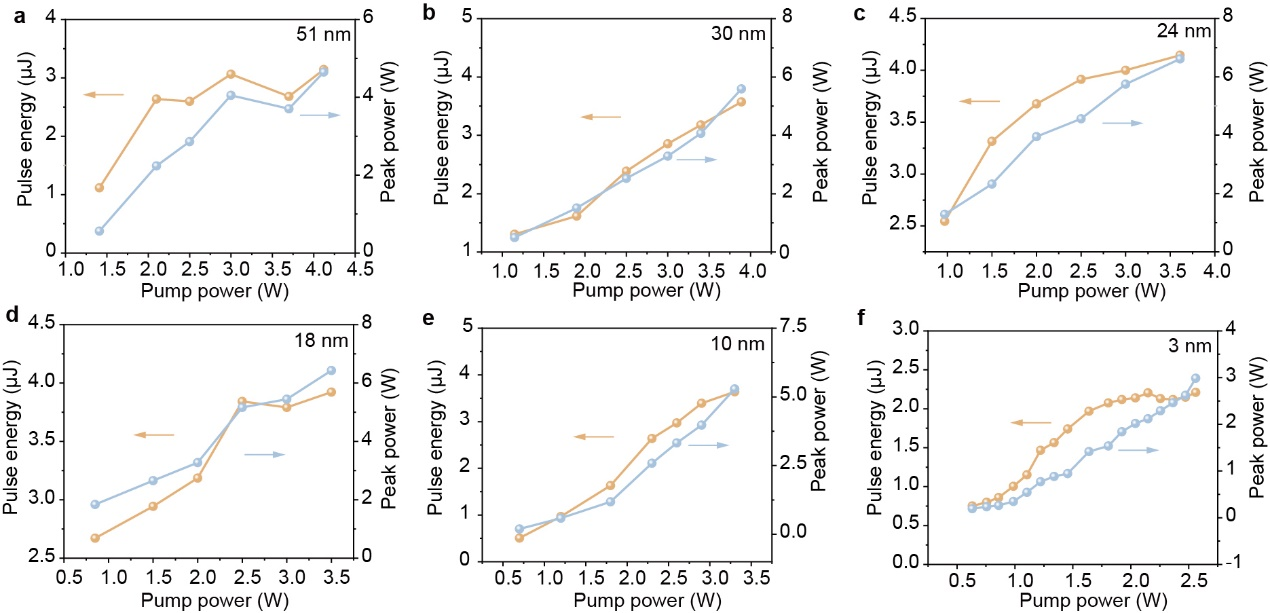 a
51 nm
Pulse energy (μJ)
4
3
2
1
0
Peak power (W)
6
4
2
0
1.0 1.5 2.0 2.5 3.0 3.5 4.0 4.5
Pump power (W)
b
30 nm
Pulse energy (μJ)
5
4
3
2
1
Peak power (W)
8
6
4
2
0
1.0 1.5 2.0 2.5 3.0 3.5 4.0
Pump power (W)
c
24 nm
Pulse energy (μJ)
4.5
4.0
3.5
3.0
2.5
Peak power (W)
8
6
4
2
0
1.0 1.5 2.0 2.5 3.0 3.5 4.0
Pump power (W)
d
18 nm
Pulse energy (μJ)
4.5
4.0
3.5
3.0
2.5
Peak power (W)
8
6
4
2
0
0.5 1.0 1.5 2.0 2.5 3.0 3.5
Pump power (W)
e
10 nm
Pulse energy (μJ)
5
4
3
2
1
0
Peak power (W)
7.5
5.0
2.5
0.0
0.5 1.0 1.5 2.0 2.5 3.0 3.5
Pump power (W)
f
3 nm
Pulse energy (μJ)
3.0
2.5
2.0
1.5
1.0
0.5
0.0
Peak power (W)
4
3
2
1
0
-1
0.5 1.0 1.5 2.0 2.5
Pump power (W)